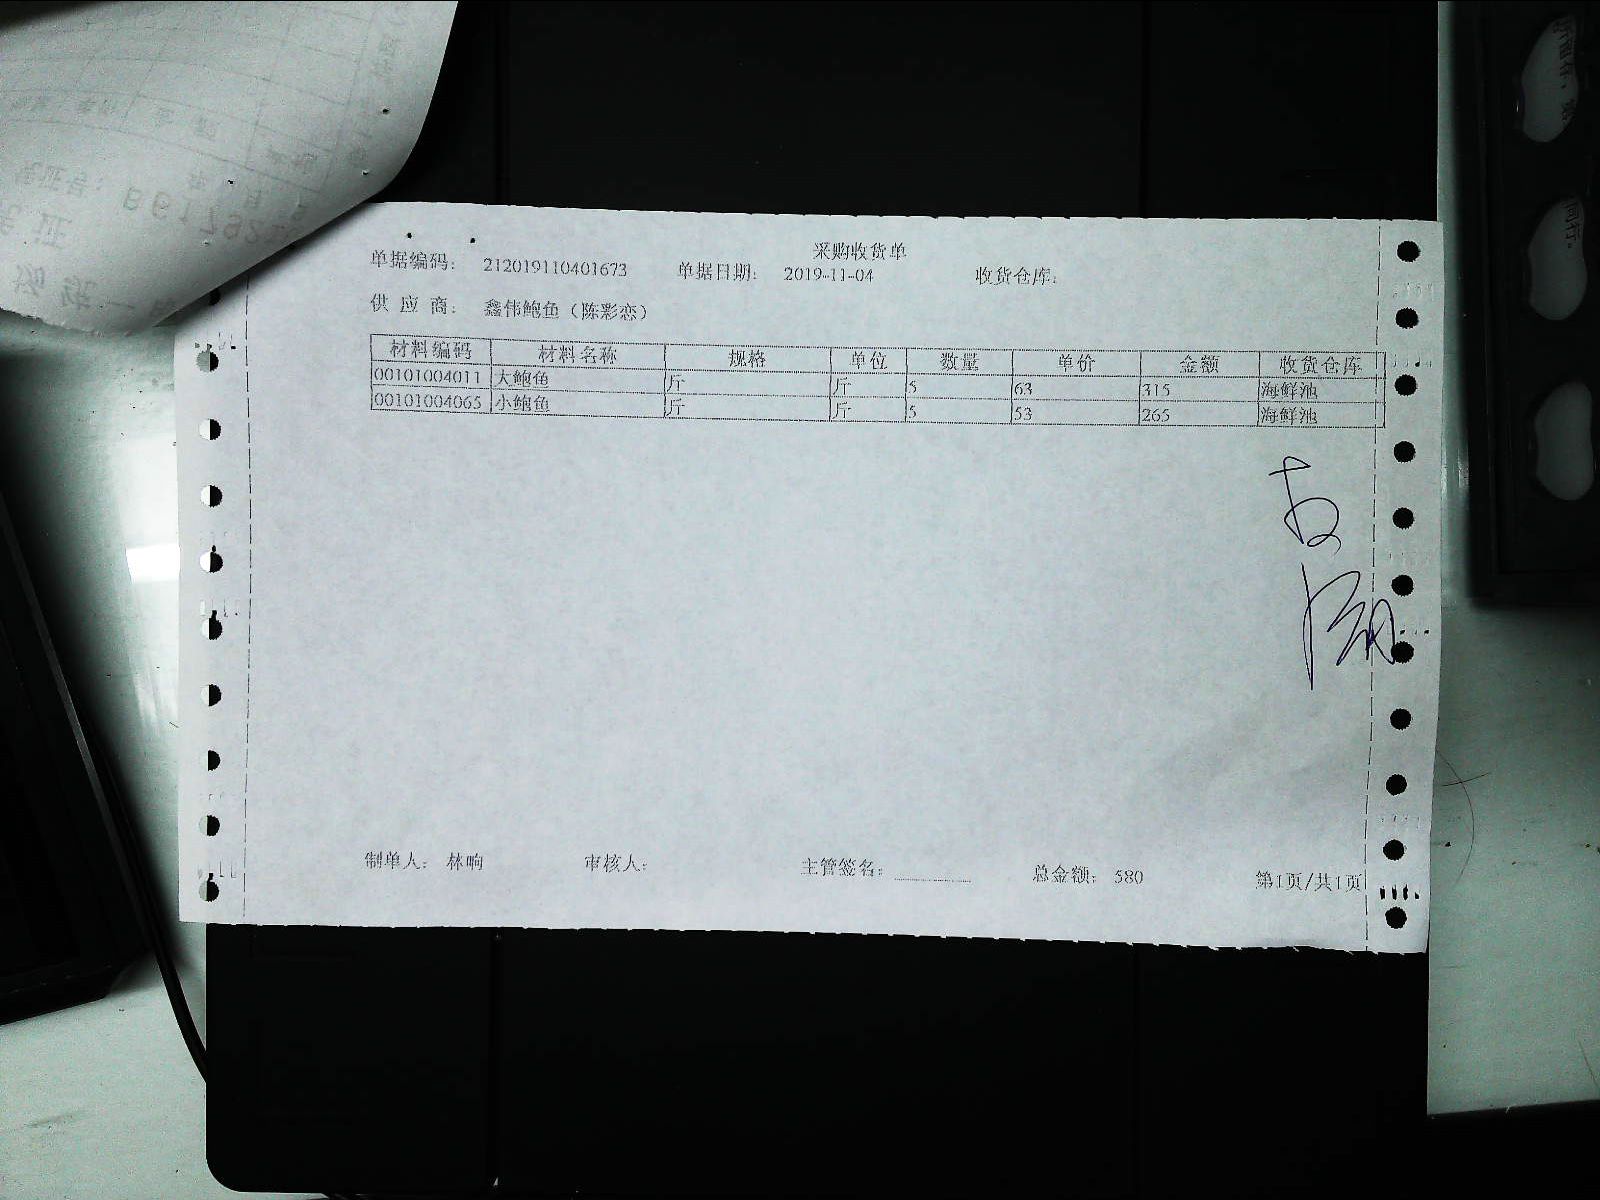 采购收货单
单据编码： 212019110401673 单据日期： 2019-11-04 收货仓库：
供 应 商： 鑫伟鲍鱼（陈彩恋）
材料编码 材料名称 规格 单位 数量 单价 金额 收货仓库
00101004011 大鲍鱼 斤 斤 5 63 315 海鲜池
00101004065 小鲍鱼 斤 斤 5 53 265 海鲜池
制单人： 林响 审核人： 主管签名： 总金额： 580 第1页/共1页